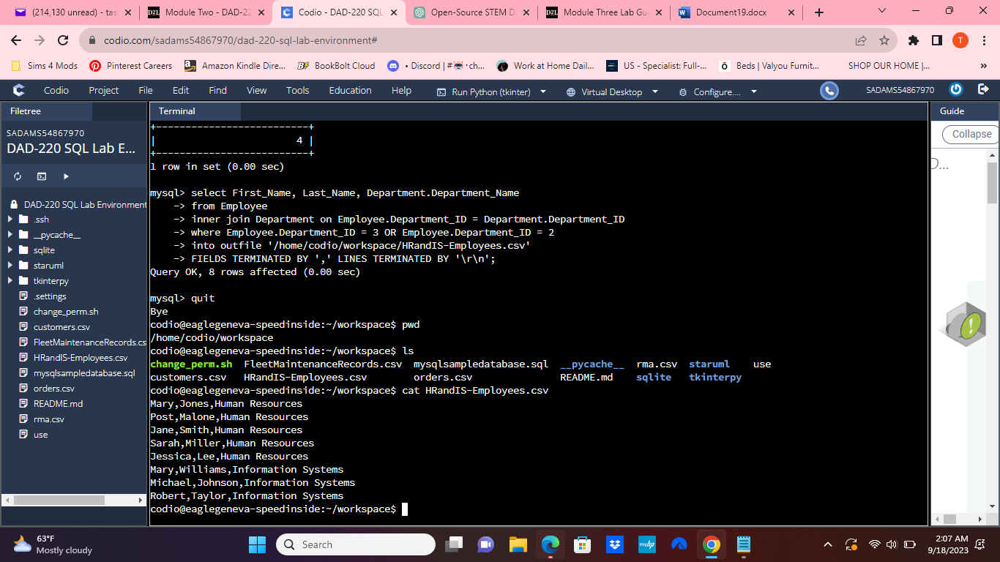 (214,130 unread) - tas
Module Two - DAD-22
Codio - DAD-220 SQL
Open-Source STEM D
Module Three Lab Gu
Document19.docx
codio.com/sadams54867970/dad-220-sql-lab-environment#
T
Sims 4 Mods
Pinterest Careers
Amazon Kindle Dire...
BookBolt Cloud
• Discord | #🤖•ch...
Work at Home Dail...
US - Specialist: Full-...
Beds | Valyou Furnit...
SHOP OUR HOME |...
»
Codio Project File Edit Find View Tools Education Help Run Python (tkinter) Virtual Desktop Configure.... SADAMS54867970
Filetree
SADAMS54867970
DAD-220 SQL Lab E...
DAD-220 SQL Lab Environment
.ssh
__pycache__
sqlite
staruml
tkinterpy
.settings
change_perm.sh
customers.csv
FleetMaintenanceRecords.cs
HRandIS-Employees.csv
mysqlsampledatabase.sql
orders.csv
README.md
rma.csv
use
Terminal
+--------------------------+
| 4 |
+--------------------------+
1 row in set (0.00 sec)
mysql> select First_Name, Last_Name, Department.Department_Name
-> from Employee
-> inner join Department on Employee.Department_ID = Department.Department_ID
-> where Employee.Department_ID = 3 OR Employee.Department_ID = 2
-> into outfile '/home/codio/workspace/HRandIS-Employees.csv'
-> FIELDS TERMINATED BY ',' LINES TERMINATED BY '\r\n';
Query OK, 8 rows affected (0.00 sec)
mysql> quit
Bye
codio@eaglegeneva-speedinside:~/workspace$ pwd
/home/codio/workspace
codio@eaglegeneva-speedinside:~/workspace$ ls
change_perm.sh FleetMaintenanceRecords.csv mysqlsampledatabase.sql __pycache__ rma.csv staruml use
customers.csv HRandIS-Employees.csv orders.csv README.md sqlite tkinterpy
codio@eaglegeneva-speedinside:~/workspace$ cat HRandIS-Employees.csv
Mary,Jones,Human Resources
Post,Malone,Human Resources
Jane,Smith,Human Resources
Sarah,Miller,Human Resources
Jessica,Lee,Human Resources
Mary,Williams,Information Systems
Michael,Johnson,Information Systems
Robert,Taylor,Information Systems
codio@eaglegeneva-speedinside:~/workspace$
Guide
Collapse
D...
63°F
Mostly cloudy
Search
myhp
2:07 AM
9/18/2023